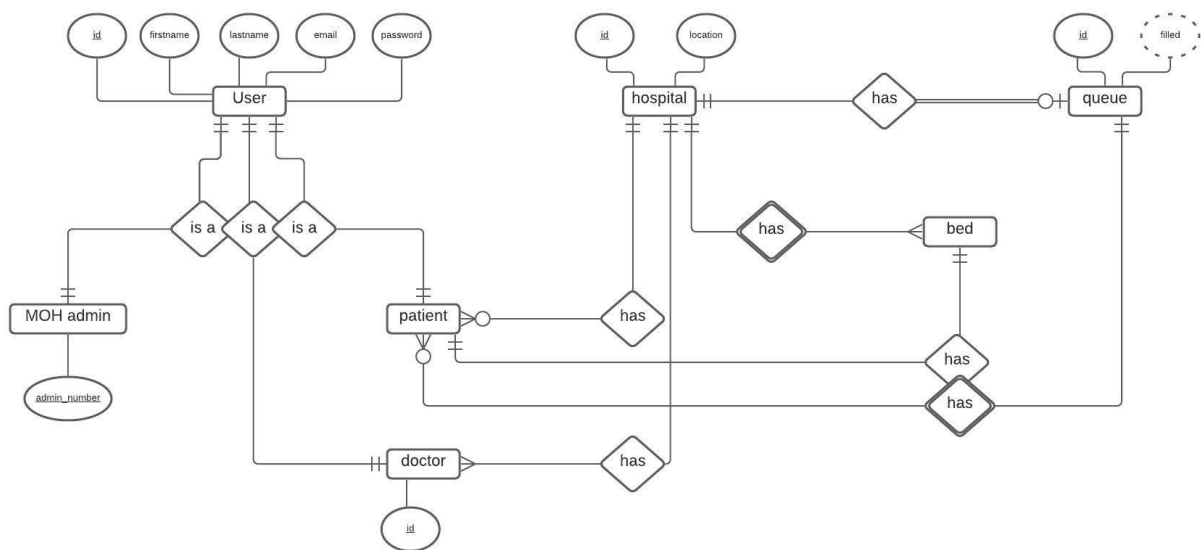 id
firstname
lastname
email
password
id
location
id
filled
User
hospital
has
queue
is a
is a
is a
has
bed
MOH admin
patient
has
has
admin_number
has
doctor
has
id